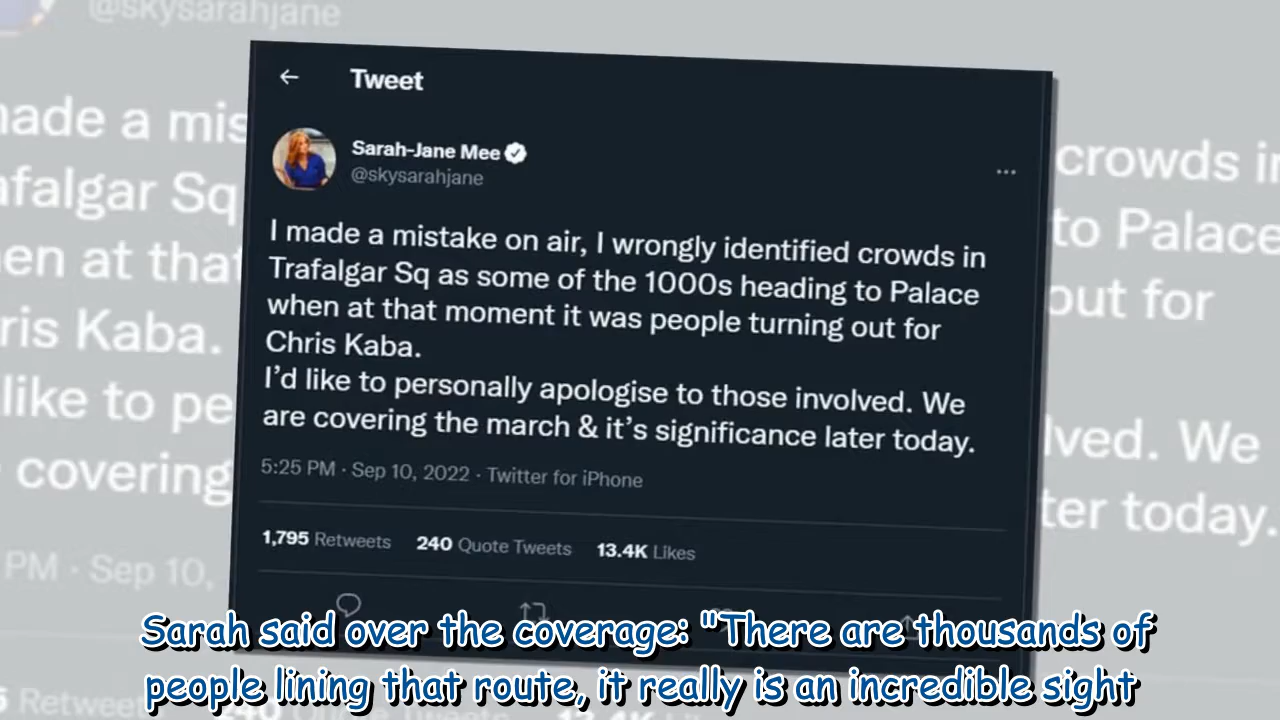 @skysarahjane
Tweet
Sarah-Jane Mee
@skysarahjane
I made a mistake on air, I wrongly identified crowds in
Trafalgar Sq as some of the 1000s heading to Palace
when at that moment it was people turning out for
Chris Kaba.
I'd like to personally apologise to those involved. We
are covering the march & it's significance later today.
5:25 PM · Sep 10, 2022 · Twitter for iPhone
1,795 Retweets 240 Quote Tweets 13.4K Likes
Sarah said over the coverage: "There are thousands of
people lining that route, it really is an incredible sight